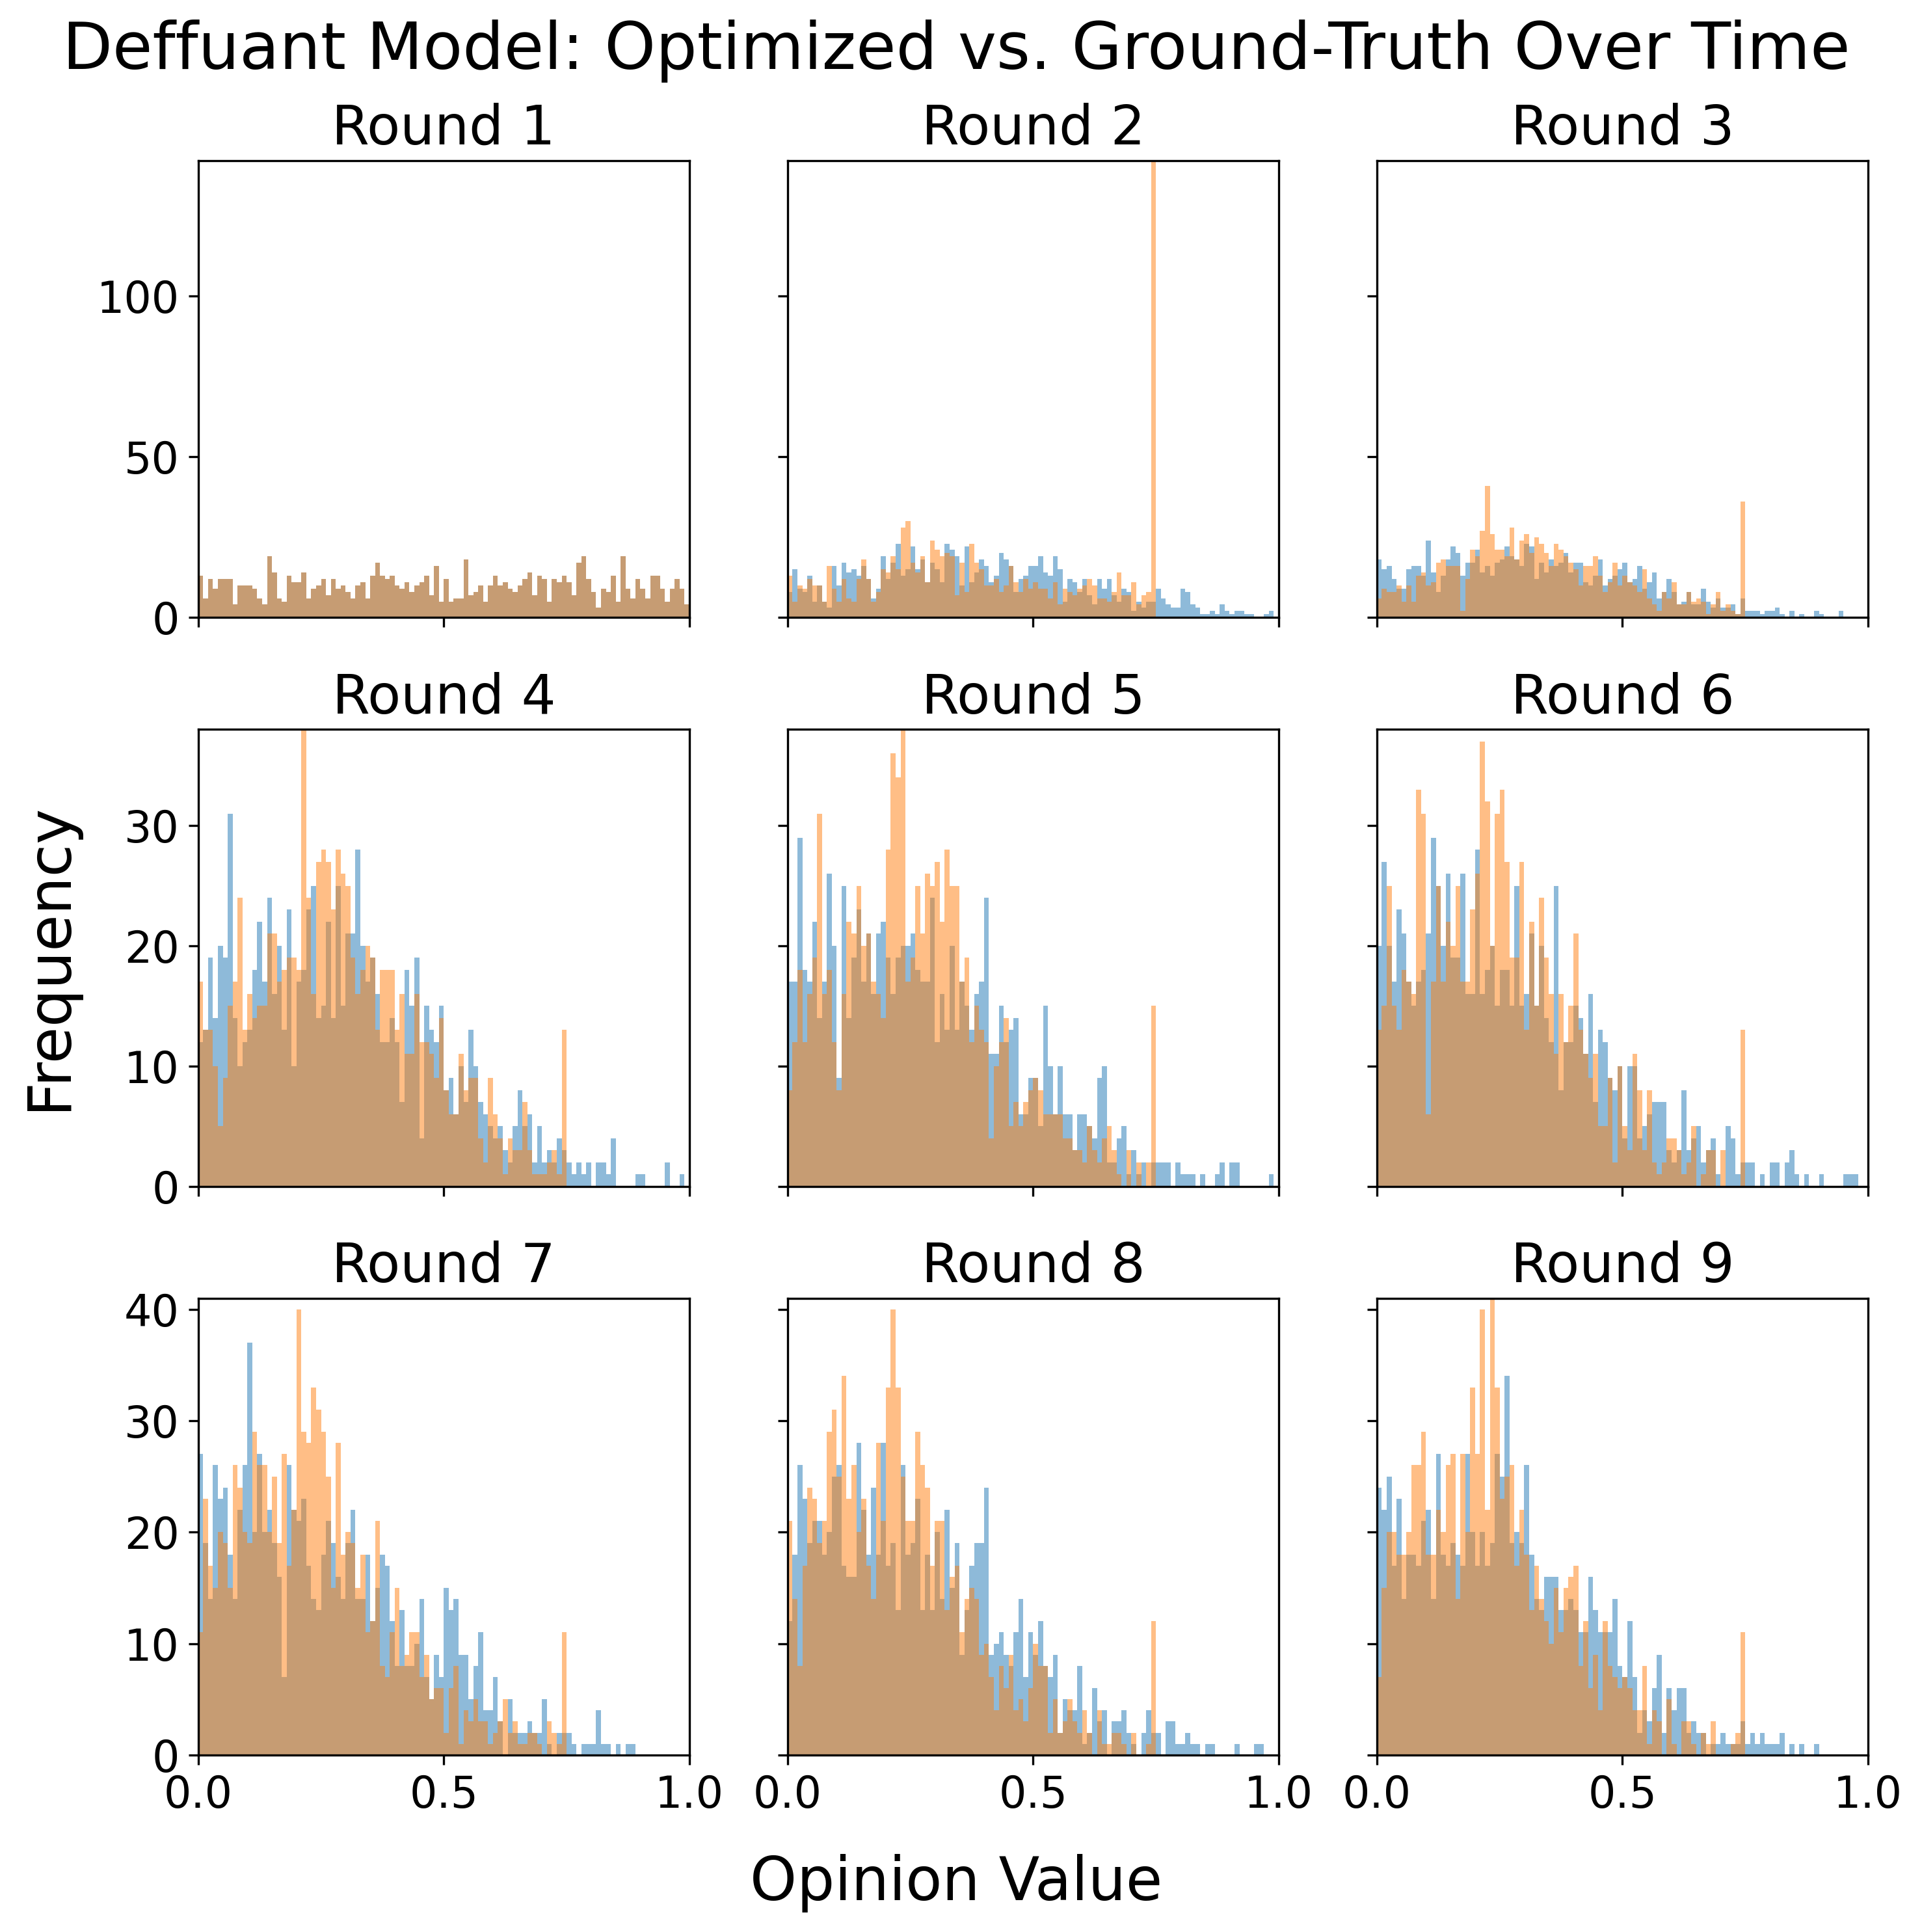 Deffuant Model: Optimized vs. Ground-Truth Over Time
Round 1
Round 2
Round 3
100
50
0
Round 4
Round 5
Round 6
30
20
10
0
Frequency
Round 7
Round 8
Round 9
40
30
20
10
0
0.0 0.5 1.0 0.0 0.5 1.0 0.0 0.5 1.0
Opinion Value